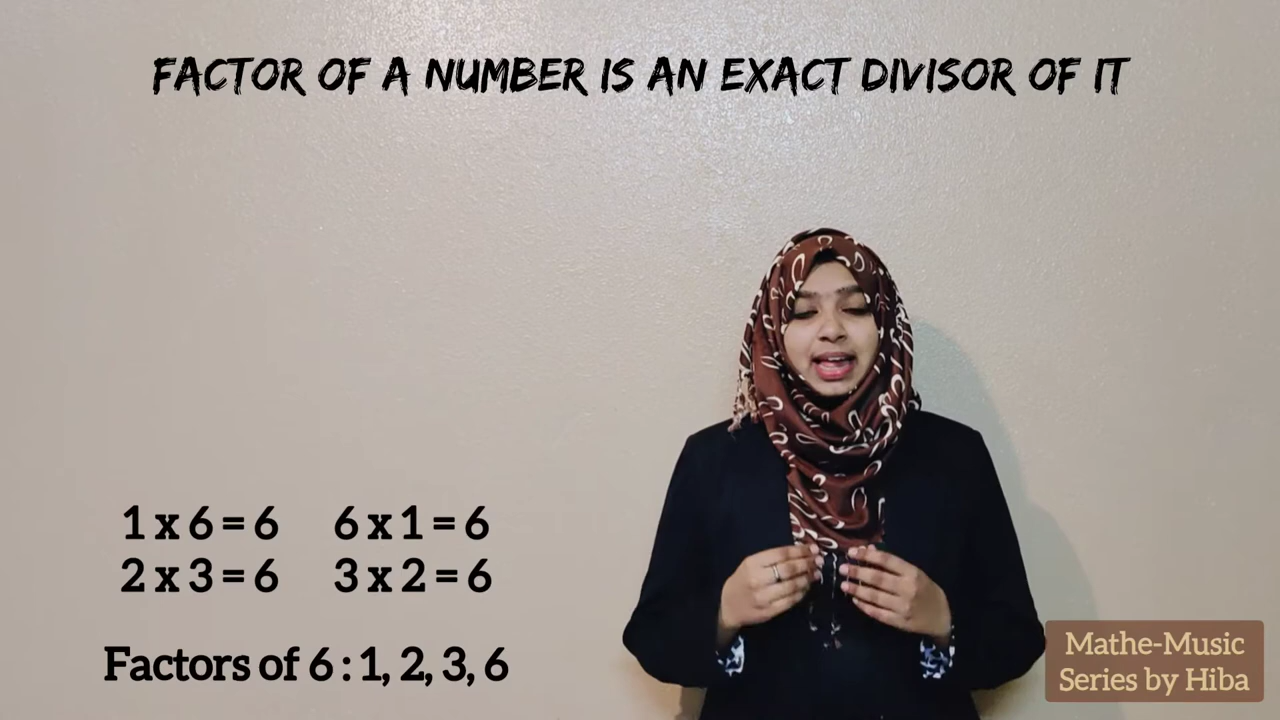 FACTOR OF A NUMBER IS AN EXACT DIVISOR OF IT
1 x 6 = 6 6 x 1 = 6
2 x 3 = 6 3 x 2 = 6
Factors of 6 : 1, 2, 3, 6
Mathe-Music
Series by Hiba